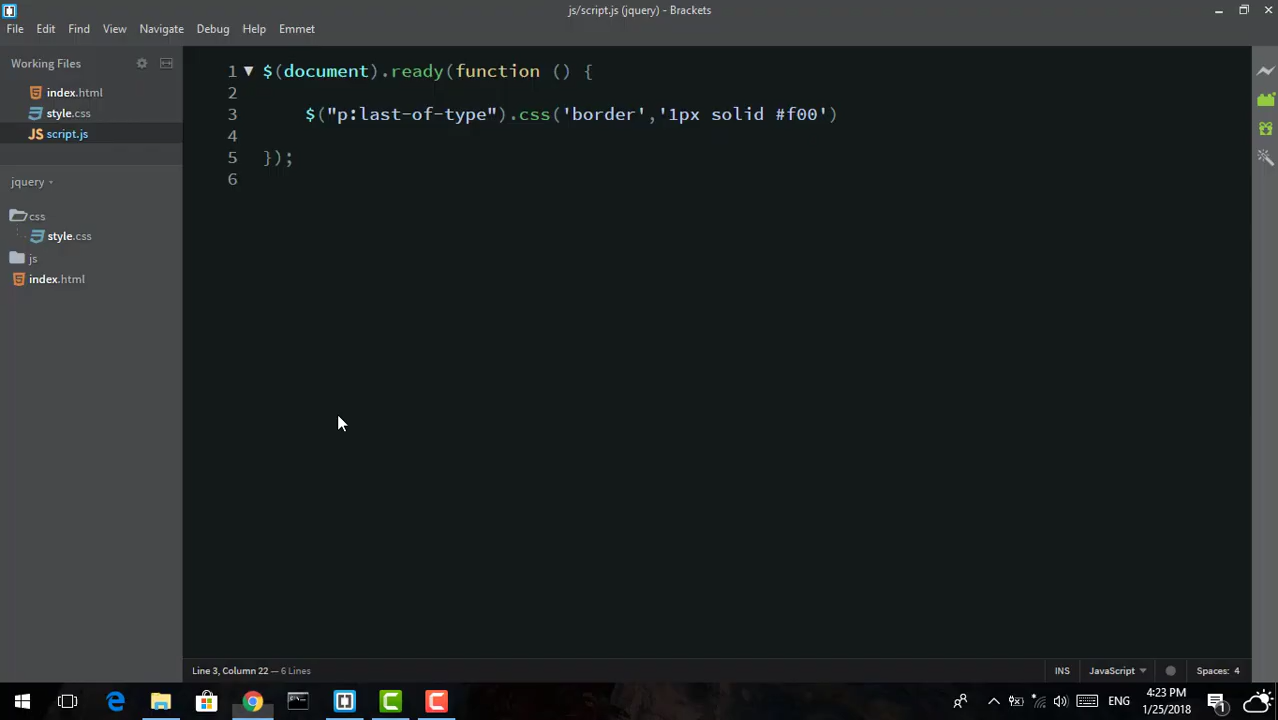 js/script.js (jquery) - Brackets
File Edit Find View Navigate Debug Help Emmet
Working Files
index.html
style.css
JS script.js
jquery
css
style.css
js
index.html
1 $(document).ready(function () {
2
3 $("p:last-of-type").css('border','1px solid #f00')
4
5 });
6
Line 3, Column 22 — 6 Lines
INS JavaScript Spaces: 4
ENG
4:23 PM
1/25/2018
1